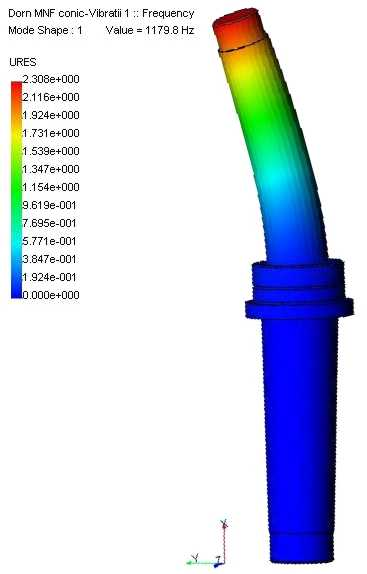 Dorn MNF conic-Vibratii 1 :: Frequency
Mode Shape : 1 Value = 1179.8 Hz
URES
2.308e+000
2.116e+000
1.924e+000
1.731e+000
1.539e+000
1.347e+000
1.154e+000
9.619e-001
7.695e-001
5.771e-001
3.847e-001
1.924e-001
0.000e+000
Y
Z